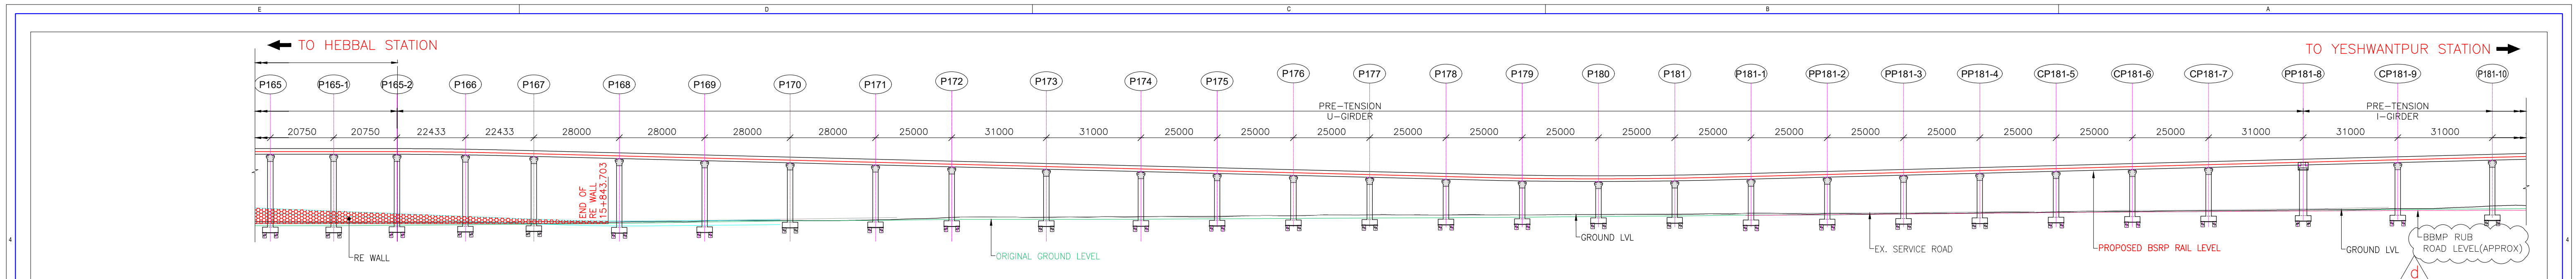 E D C B A
TO HEBBAL STATION
TO YESHWANTPUR STATION
P165 P165-1 P165-2 P166 P167 P168 P169 P170 P171 P172 P173 P174 P175 P176 P177 P178 P179 P180 P181 P181-1 PP181-2 PP181-3 PP181-4 CP181-5 CP181-6 CP181-7 PP181-8 CP181-9 P181-10
PRE-TENSION
U-GIRDER
PRE-TENSION
I-GIRDER
20750 20750 22433 22433 28000 28000 28000 28000 25000 31000 31000 25000 25000 25000 25000 25000 25000 25000 25000 25000 25000 25000 25000 25000 25000 31000 31000 31000
END OF
RE WALL
15+843.703
RE WALL
ORIGINAL GROUND LEVEL
GROUND LVL
EX. SERVICE ROAD
PROPOSED BSRP RAIL LEVEL
GROUND LVL
BBMP RUB
ROAD LEVEL(APPROX)
d
4 4